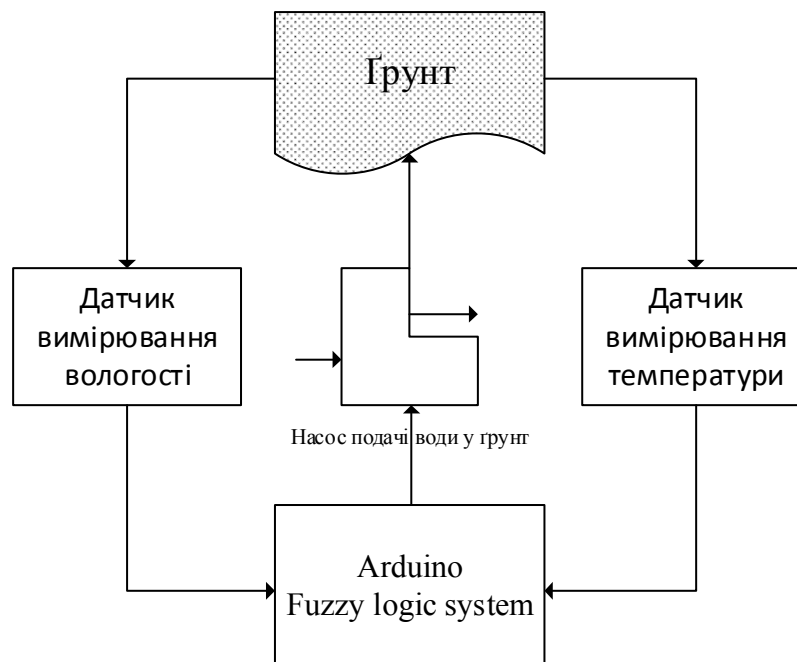 Ґрунт
Датчик
вимірювання
вологості
Датчик
вимірювання
температури
Насос подачі води у ґрунт
Arduino
Fuzzy logic system